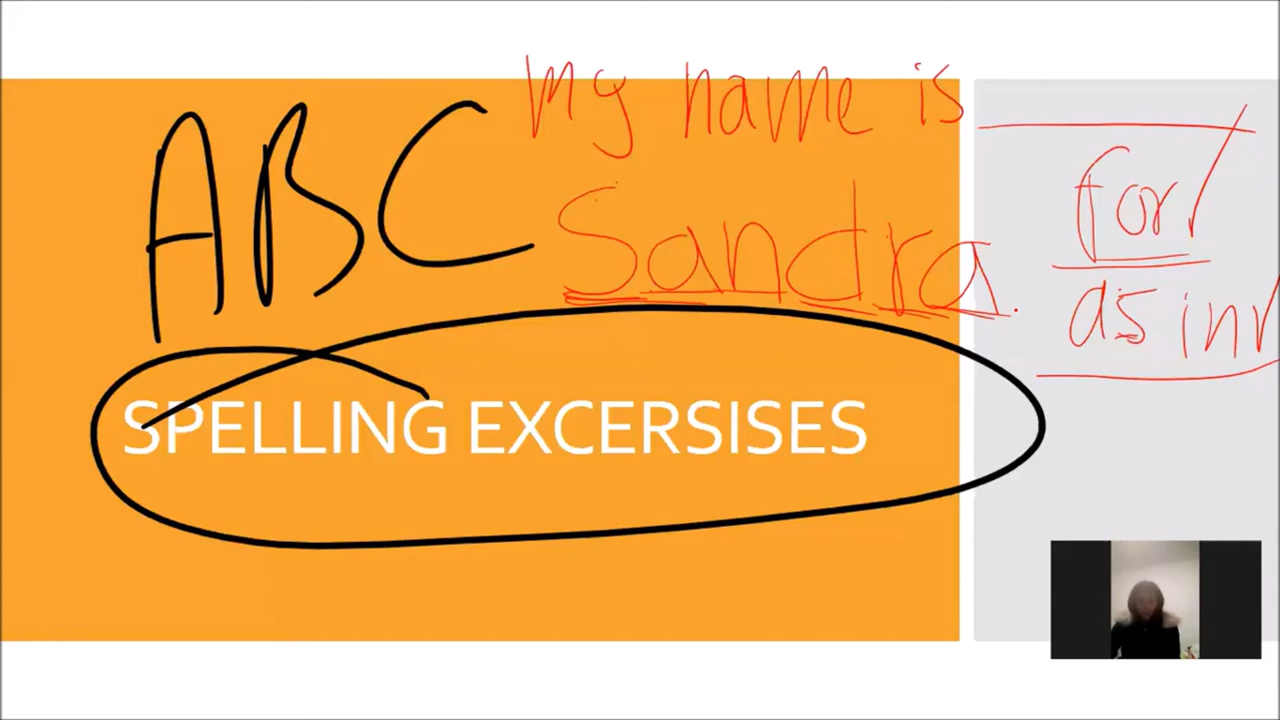 ABC
my name is
Sandra.
for
as in
SPELLING EXCERSISES